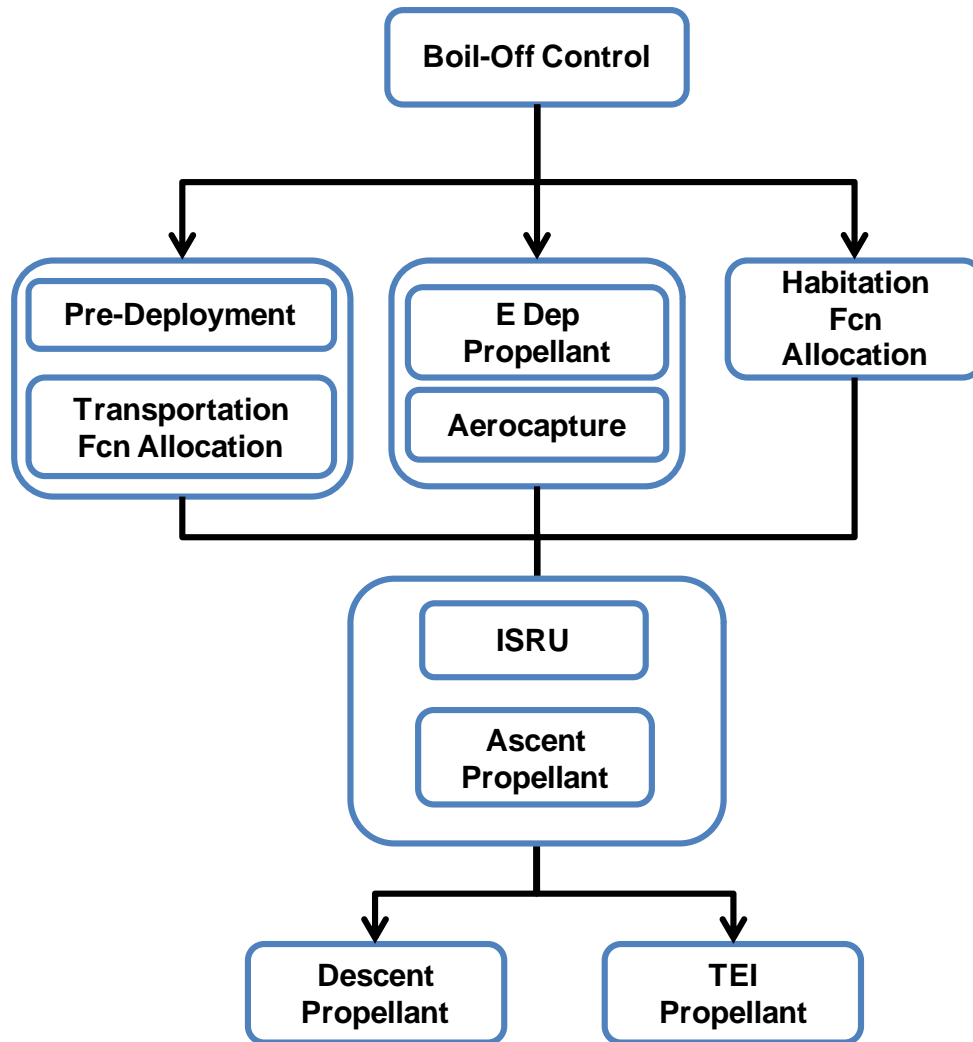 Boil-Off Control
Pre-Deployment
Transportation
Fcn Allocation
E Dep
Propellant
Aerocapture
Habitation
Fcn
Allocation
ISRU
Ascent
Propellant
Descent
Propellant
TEI
Propellant